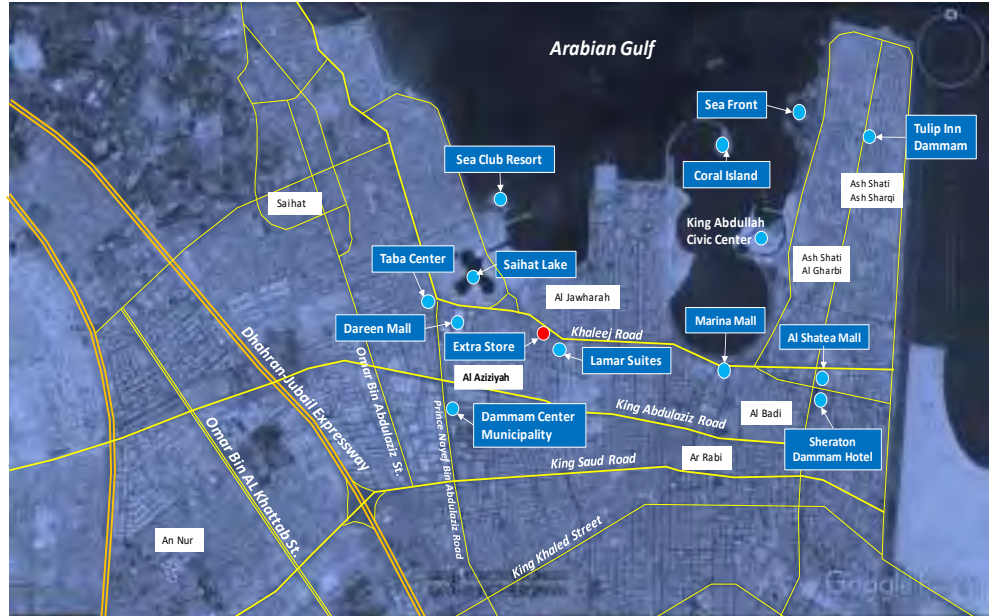 Arabian Gulf
Sea Front
Tulip Inn
Dammam
Sea Club Resort
Coral Island
Ash Shati
Ash Sharqi
Saihat
King Abdullah
Civic Center
Taba Center
Saihat Lake
Ash Shati
Al Gharbi
Al Jawharah
Dareen Mall
Khaleej Road
Marina Mall
Al Shatea Mall
Extra Store
Lamar Suites
Al Aziziyah
Dhahran-Jubail Expressway
Omar Bin Abdulaziz St.
Prince Nayef Bin Abdulaziz Road
Dammam Center
Municipality
King Abdulaziz Road
Al Badi
Sheraton
Dammam Hotel
Omar Bin AL Khattab St.
King Saud Road
Ar Rabi
An Nur
King Khaled Street
Google